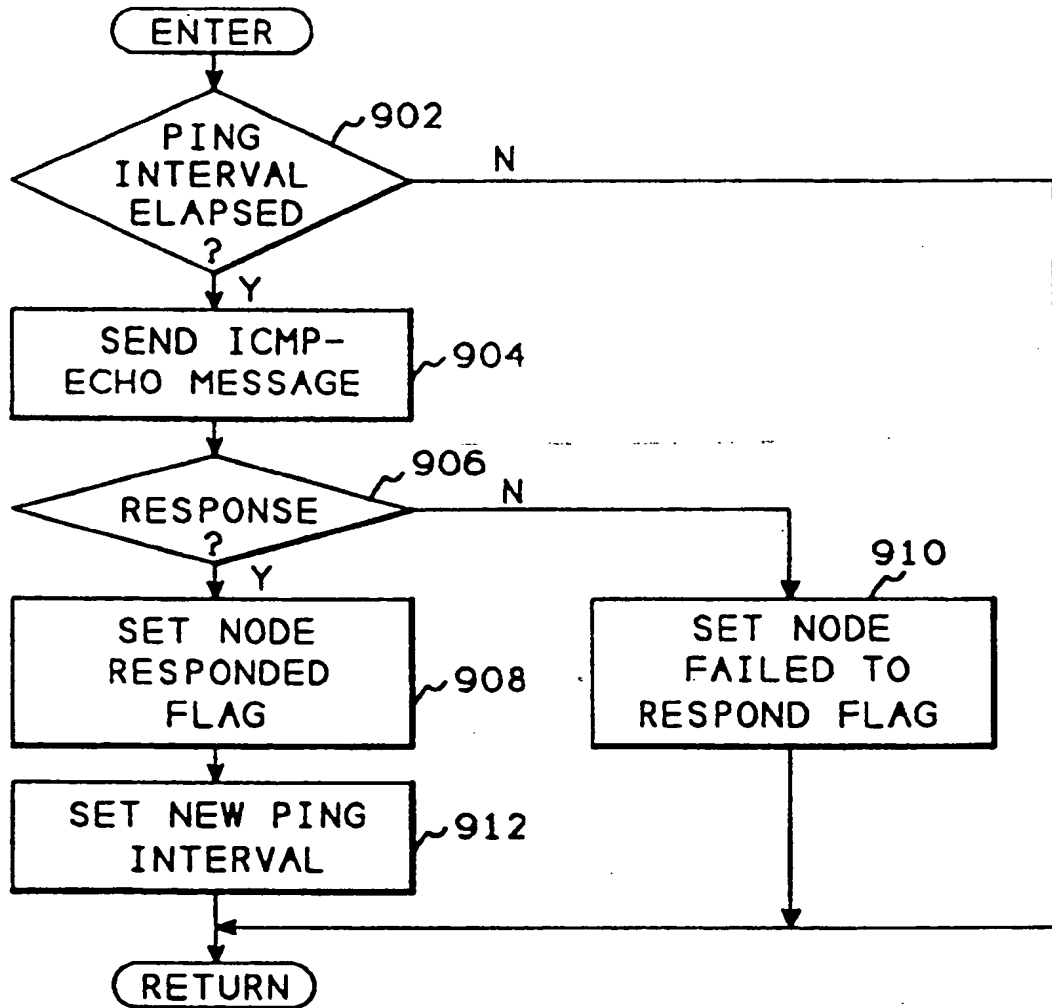 ENTER
902
PING
INTERVAL
ELAPSED
?
N
Y
SEND ICMP-
ECHO MESSAGE
904
906
RESPONSE
?
N
Y
910
SET NODE
RESPONDED
FLAG
908
SET NODE
FAILED TO
RESPOND FLAG
SET NEW PING
INTERVAL
912
RETURN